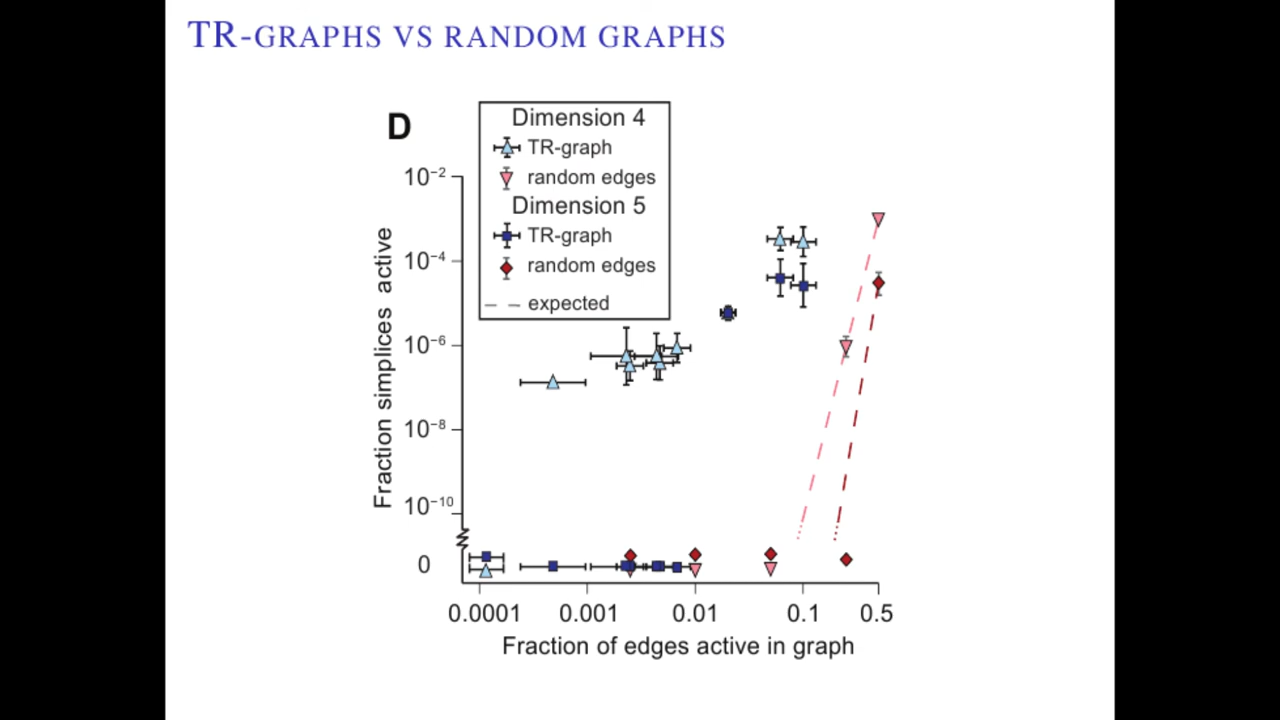 TR-GRAPHS VS RANDOM GRAPHS
D
Dimension 4
TR-graph
random edges
Dimension 5
TR-graph
random edges
expected
Fraction simplices active
10⁻²
10⁻⁴
10⁻⁶
10⁻⁸
10⁻¹⁰
0
0.0001 0.001 0.01 0.1 0.5
Fraction of edges active in graph